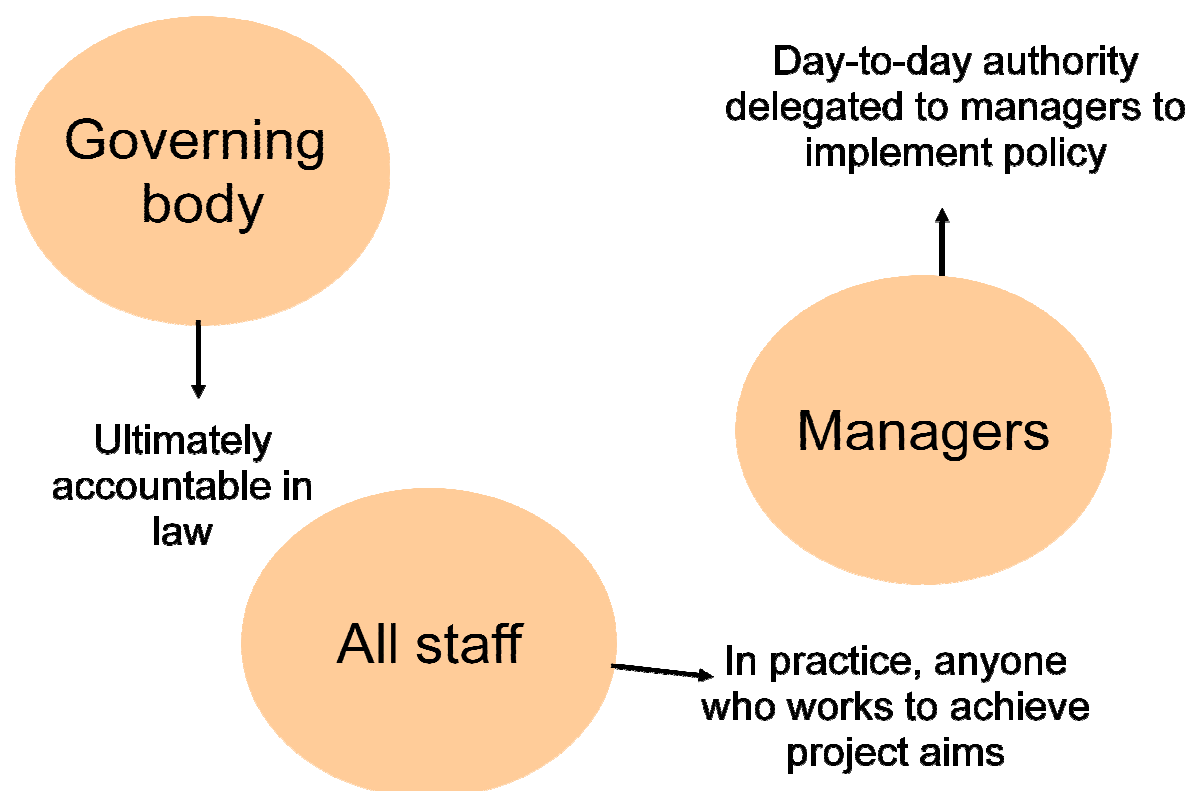 Governing
body
Ultimately
accountable in
law
Day-to-day authority
delegated to managers to
implement policy
Managers
All staff
In practice, anyone
who works to achieve
project aims